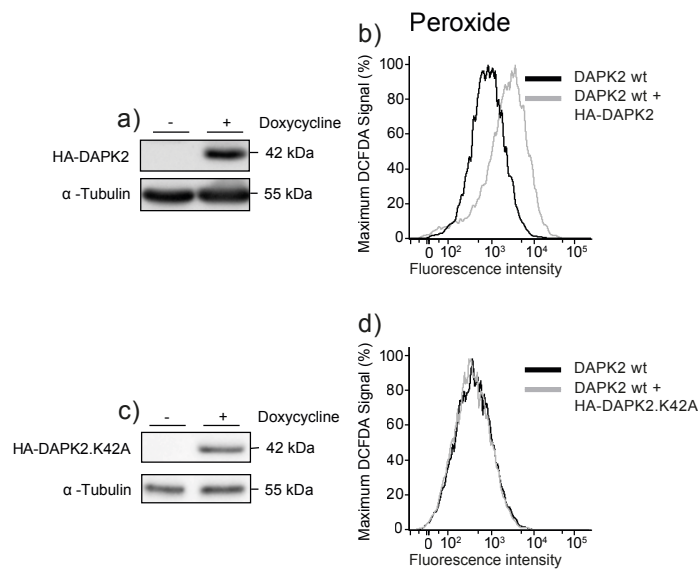 Peroxide
a)
- + Doxycycline
HA-DAPK2
42 kDa
α -Tubulin
55 kDa
b)
Maximum DCFDA Signal (%)
100
80
60
40
20
0
0 10² 10³ 10⁴ 10⁵
Fluorescence intensity
DAPK2 wt
DAPK2 wt +
HA-DAPK2
c)
- + Doxycycline
HA-DAPK2.K42A
42 kDa
α -Tubulin
55 kDa
d)
Maximum DCFDA Signal (%)
100
80
60
40
20
0
0 10² 10³ 10⁴ 10⁵
Fluorescence intensity
DAPK2 wt
DAPK2 wt +
HA-DAPK2.K42A